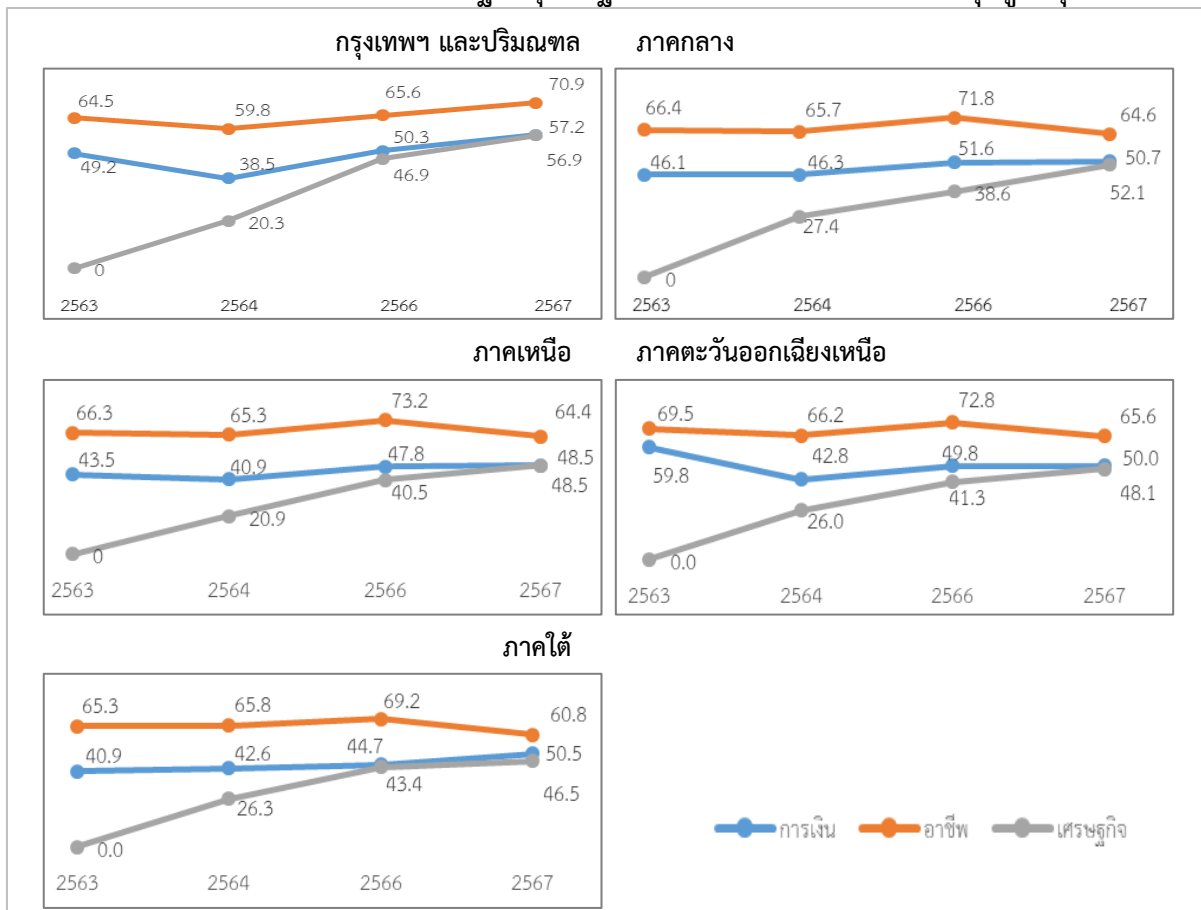 กรุงเทพฯ และปริมณฑล
64.5 59.8 65.6 70.9
49.2 38.5 50.3 57.2
0 20.3 46.9 56.9
2563 2564 2566 2567
ภาคกลาง
66.4 65.7 71.8 64.6
46.1 46.3 51.6 50.7
0 27.4 38.6 52.1
2563 2564 2566 2567
ภาคเหนือ
66.3 65.3 73.2 64.4
43.5 40.9 47.8 48.5
0 20.9 40.5 48.5
2563 2564 2566 2567
ภาคตะวันออกเฉียงเหนือ
69.5 66.2 72.8 65.6
59.8 42.8 49.8 50.0
0.0 26.0 41.3 48.1
2563 2564 2566 2567
ภาคใต้
65.3 65.8 69.2 60.8
40.9 42.6 44.7 50.5
0.0 26.3 43.4 46.5
2563 2564 2566 2567
การเงิน อาชีพ เศรษฐกิจ